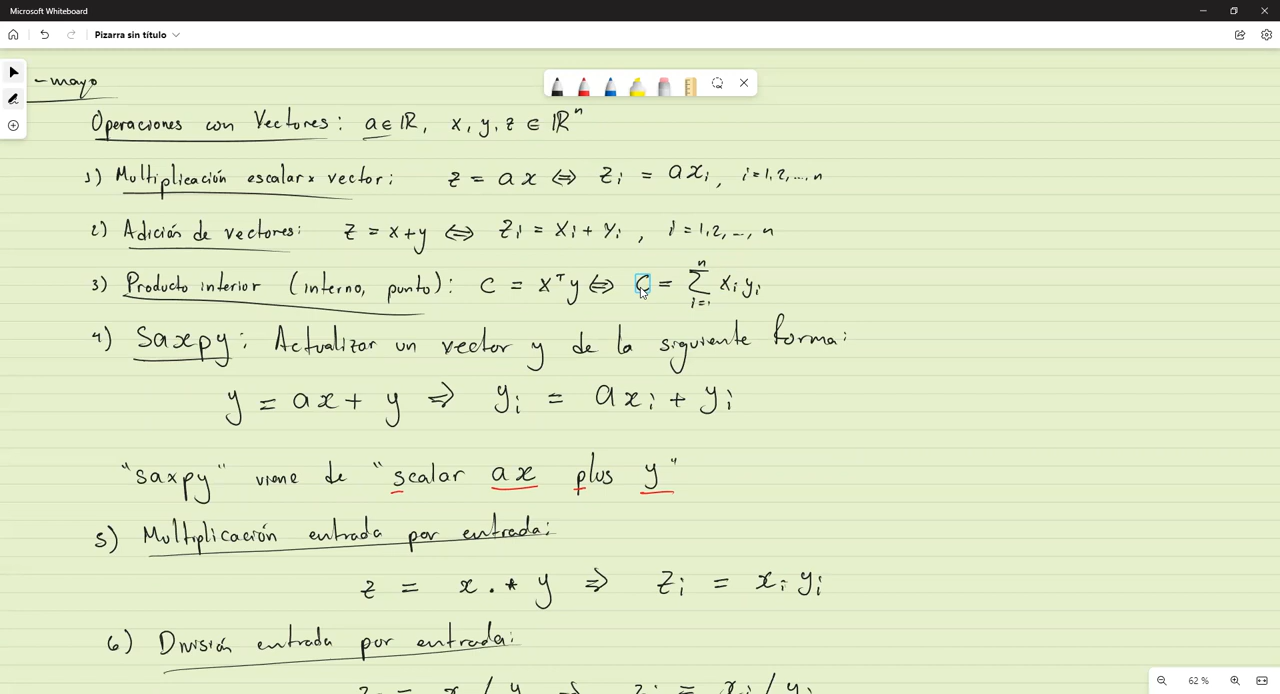 Microsoft Whiteboard
Pizarra sin título
-mayo
Operaciones con Vectores: a ∈ ℝ, x, y, z ∈ ℝⁿ
1) Multiplicación escalar x vector: z = ax ⇔ zᵢ = axᵢ, i = 1, 2, ..., n
2) Adición de vectores: z = x+y ⇔ zᵢ = xᵢ + yᵢ, i = 1, 2, ..., n
3) Producto interior (interno, punto): c = xᵀy ⇔ c = ∑ᵢ₌₁ⁿ xᵢyᵢ
4) Saxpy: Actualizar un vector y de la siguiente forma:
y = ax + y ⇒ yᵢ = axᵢ + yᵢ
"saxpy" viene de "scalar ax plus y"
5) Multiplicación entrada por entrada:
z = x .* y ⇒ zᵢ = xᵢ yᵢ
6) División entrada por entrada:
62 %